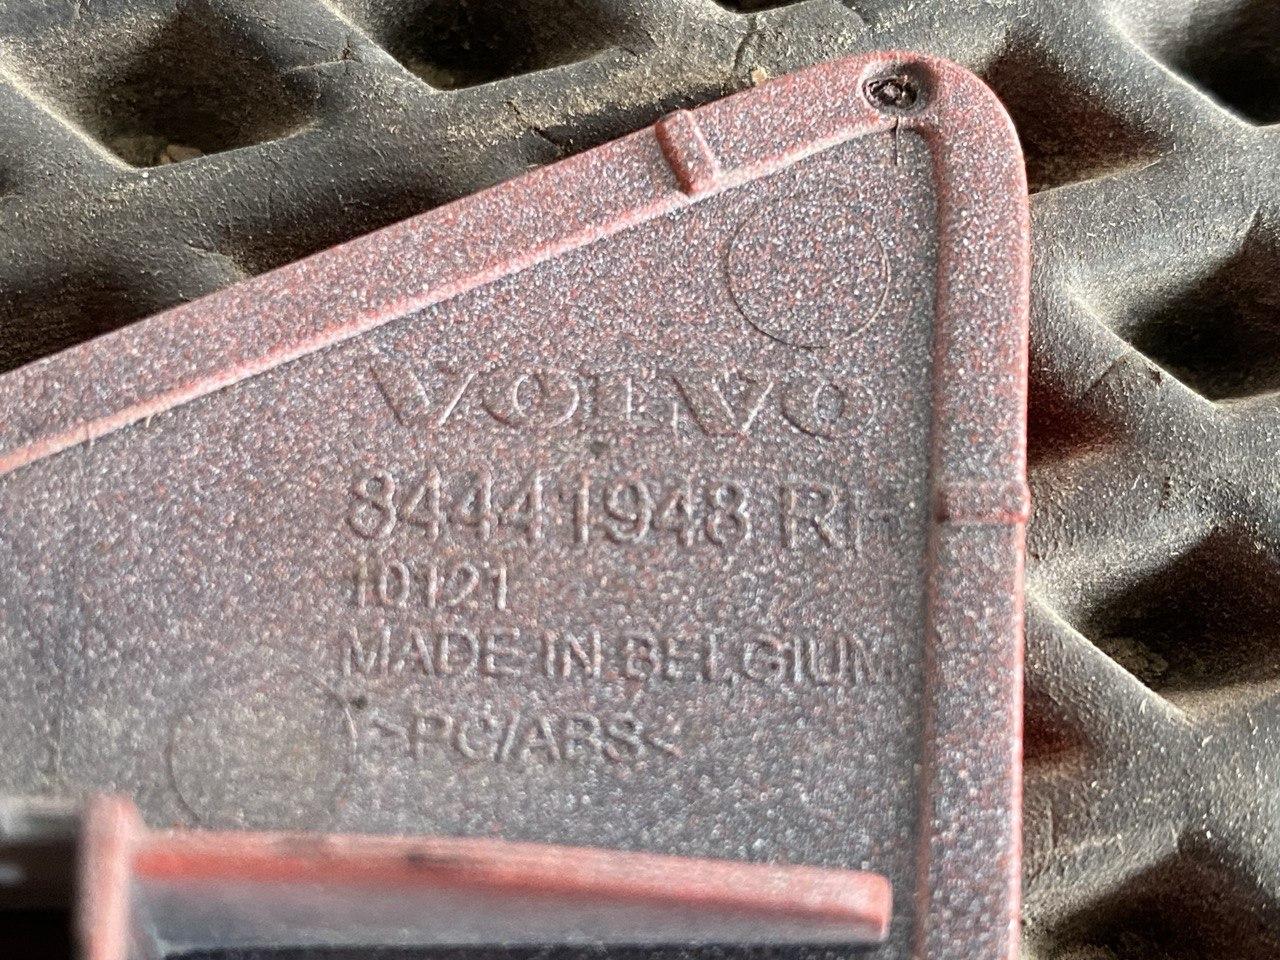 VOLVO
84441948 RH
10121
MADE IN BELGIUM
>PC/ABS<